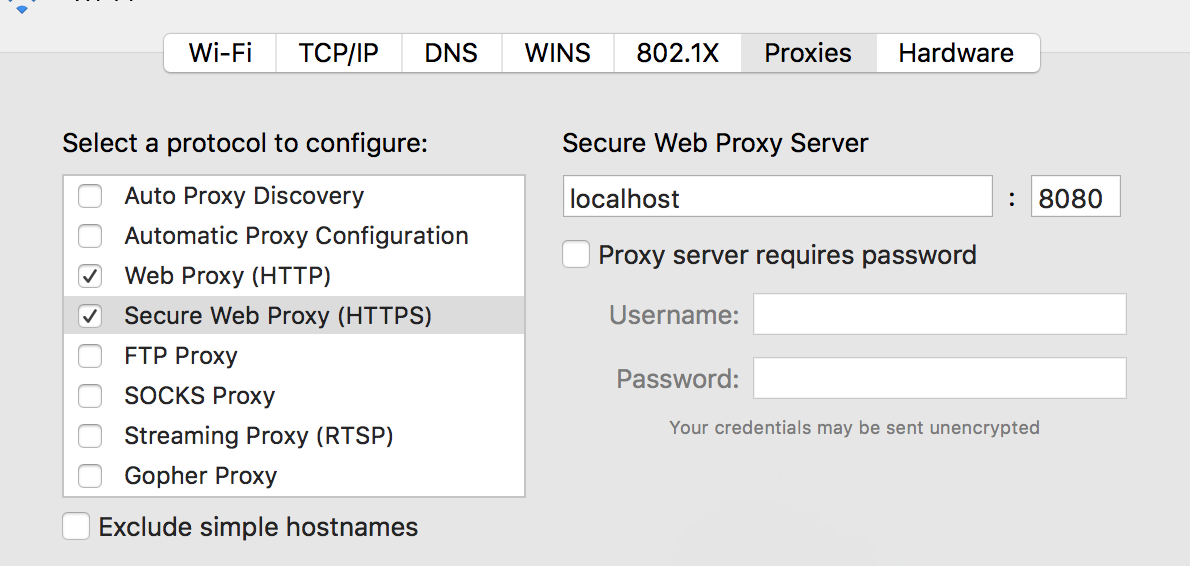 Wi-Fi TCP/IP DNS WINS 802.1X Proxies Hardware
Select a protocol to configure:
Auto Proxy Discovery
Automatic Proxy Configuration
Web Proxy (HTTP)
Secure Web Proxy (HTTPS)
FTP Proxy
SOCKS Proxy
Streaming Proxy (RTSP)
Gopher Proxy
Exclude simple hostnames
Secure Web Proxy Server
localhost : 8080
Proxy server requires password
Username:
Password:
Your credentials may be sent unencrypted